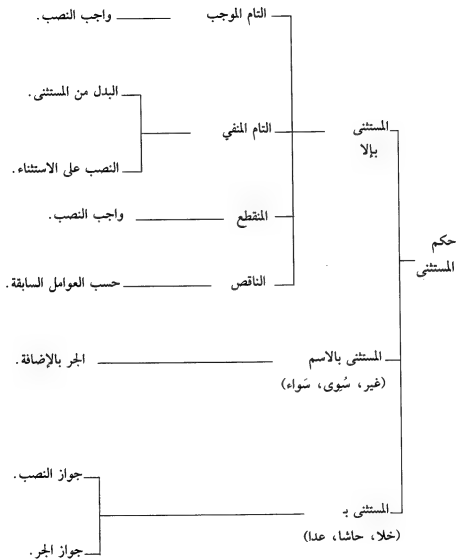 حكم
المستثنى
المستثنى
بإلا
التام الموجب
واجب النصب.
التام المنفي
البدل من المستثنى.
النصب على الاستثناء.
المنقطع
واجب النصب.
الناقص
حسب العوامل السابقة.
المستثنى بالاسم
(غير، سُوى، سَواء)
الجر بالإضافة.
المستثنى بـ
(خلا، حاشا، عدا)
جواز النصب.
جواز الجر.